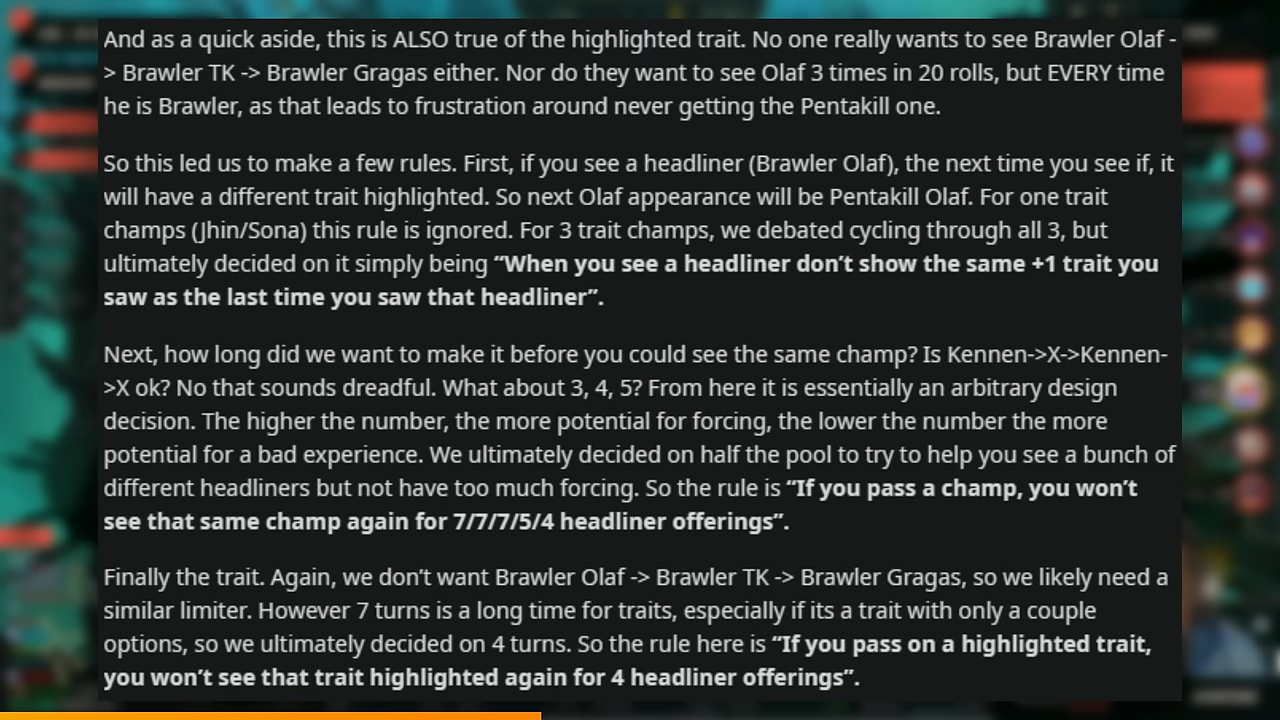 And as a quick aside, this is ALSO true of the highlighted trait. No one really wants to see Brawler Olaf -
> Brawler TK -> Brawler Gragas either. Nor do they want to see Olaf 3 times in 20 rolls, but EVERY time
he is Brawler, as that leads to frustration around never getting the Pentakill one.
So this led us to make a few rules. First, if you see a headliner (Brawler Olaf), the next time you see if, it
will have a different trait highlighted. So next Olaf appearance will be Pentakill Olaf. For one trait
champs (Jhin/Sona) this rule is ignored. For 3 trait champs, we debated cycling through all 3, but
ultimately decided on it simply being “When you see a headliner don’t show the same +1 trait you
saw as the last time you saw that headliner”.
Next, how long did we want to make it before you could see the same champ? Is Kennen->X->Kennen-
>X ok? No that sounds dreadful. What about 3, 4, 5? From here it is essentially an arbitrary design
decision. The higher the number, the more potential for forcing, the lower the number the more
potential for a bad experience. We ultimately decided on half the pool to try to help you see a bunch of
different headliners but not have too much forcing. So the rule is “If you pass a champ, you won’t
see that same champ again for 7/7/7/5/4 headliner offerings”.
Finally the trait. Again, we don’t want Brawler Olaf -> Brawler TK -> Brawler Gragas, so we likely need a
similar limiter. However 7 turns is a long time for traits, especially if its a trait with only a couple
options, so we ultimately decided on 4 turns. So the rule here is “If you pass on a highlighted trait,
you won’t see that trait highlighted again for 4 headliner offerings”.